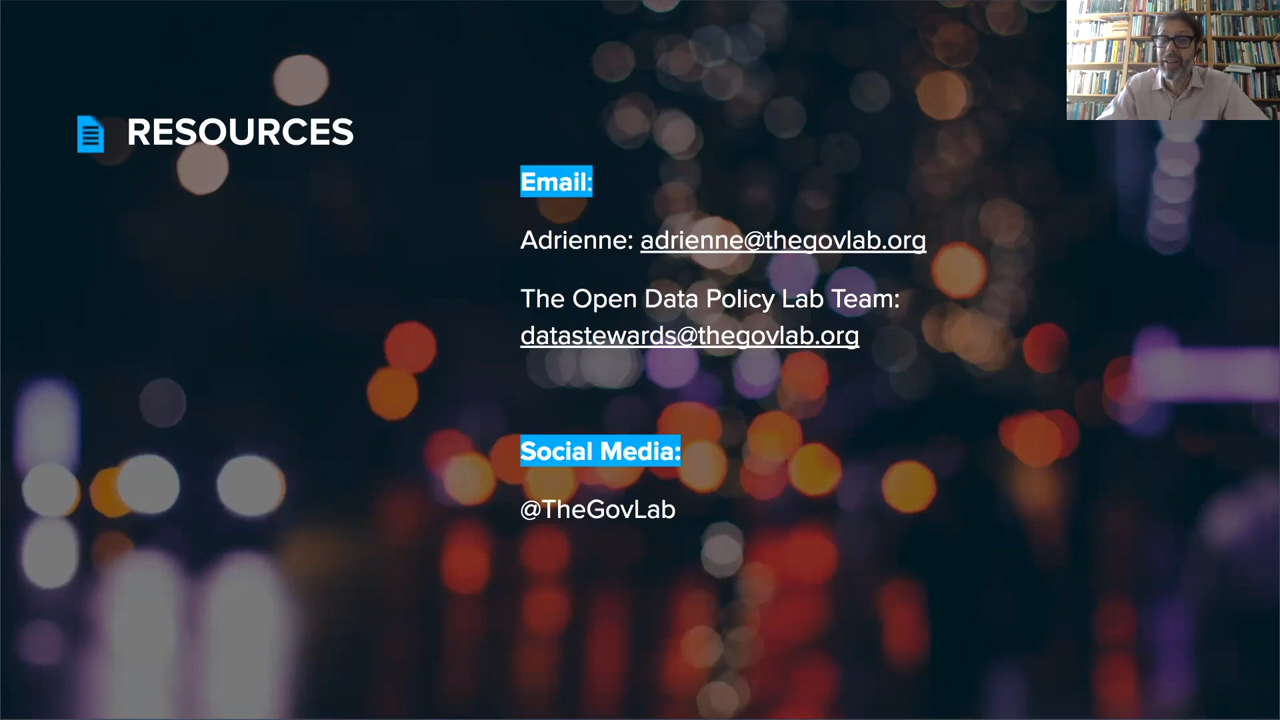 RESOURCES
Email:
Adrienne: adrienne@thegovlab.org
The Open Data Policy Lab Team:
datastewards@thegovlab.org
Social Media:
@TheGovLab